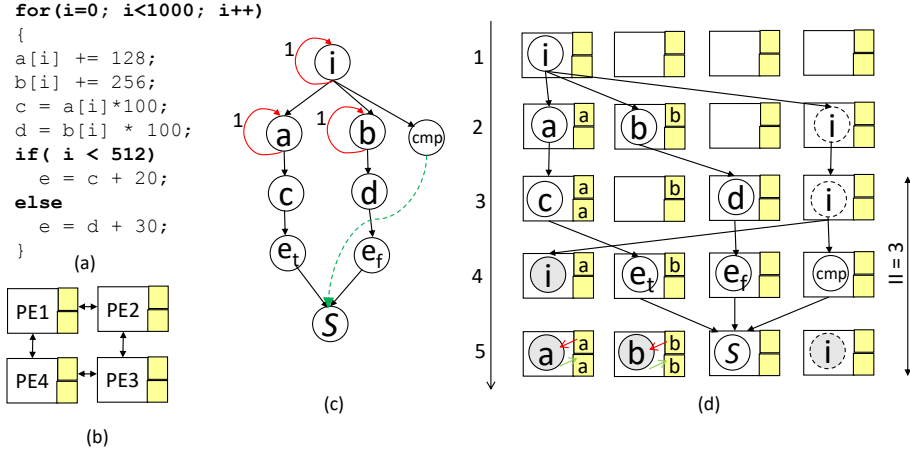 for(i=0; i<1000; i++)
{
a[i] += 128;
b[i] += 256;
c = a[i]*100;
d = b[i] * 100;
if( i < 512)
e = c + 20;
else
e = d + 30;
}
(a)
PE1 PE2
PE4 PE3
(b)
1 i
1 a 1 b cmp
c d
et ef
S
(c)
1 i
2 a a b b i
3 c a a b d i
4 i a et b ef cmp
5 a a a b b b S i
II = 3
(d)